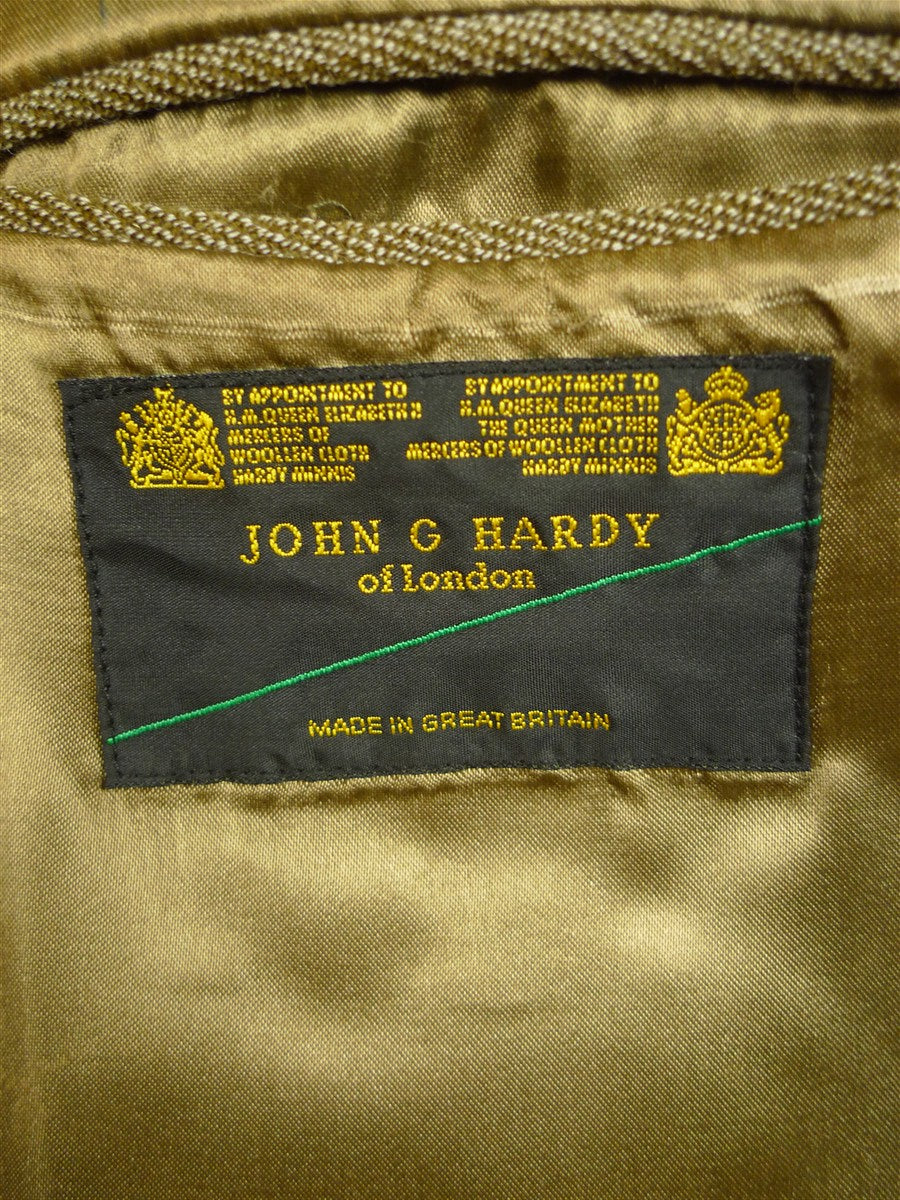 BY APPOINTMENT TO
H.M.QUEEN ELIZABETH II
MERCERS OF
WOOLLEN CLOTH
HARDY MINNIS
BY APPOINTMENT TO
H.M.QUEEN ELIZABETH
THE QUEEN MOTHER
MERCERS OF WOOLLEN CLOTH
HARDY MINNIS
JOHN G HARDY
of London
MADE IN GREAT BRITAIN